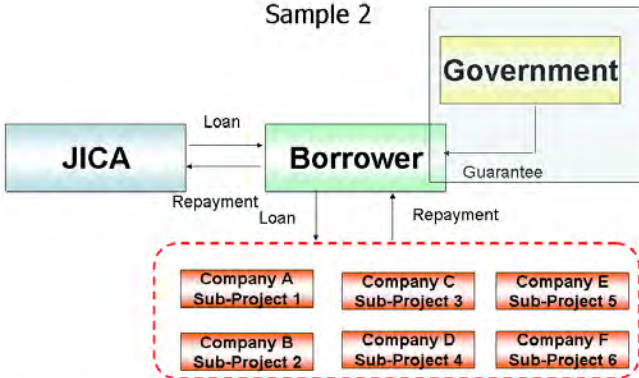 Sample 2
Government
Loan
JICA
Borrower
Guarantee
Repayment
Loan
Repayment
Company A
Sub-Project 1
Company C
Sub-Project 3
Company E
Sub-Project 5
Company B
Sub-Project 2
Company D
Sub-Project 4
Company F
Sub-Project 6